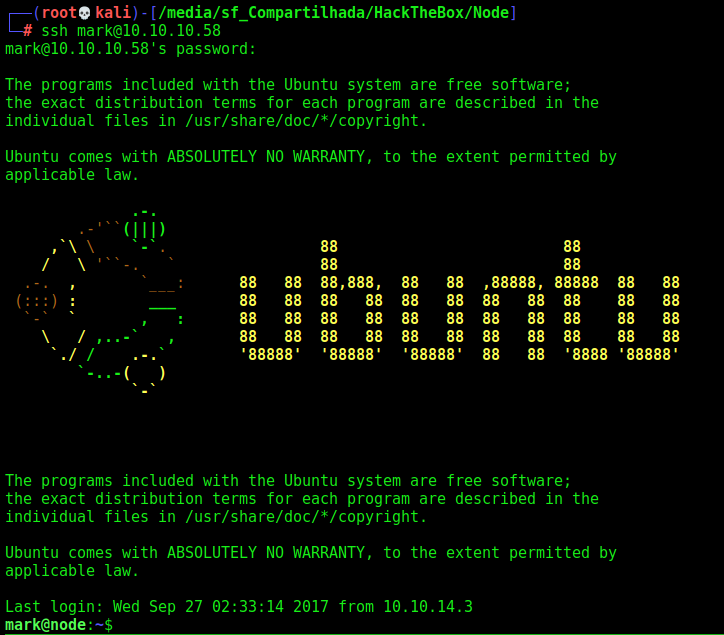 ┌──(root💀kali)-[/media/sf_Compartilhada/HackTheBox/Node]
└─# ssh mark@10.10.10.58
mark@10.10.10.58's password:
The programs included with the Ubuntu system are free software;
the exact distribution terms for each program are described in the
individual files in /usr/share/doc/*/copyright.
Ubuntu comes with ABSOLUTELY NO WARRANTY, to the extent permitted by
applicable law.
              .-.
        .-'``(|||)
     ,`\ \    `-`.                 88                         88
    /   \ '``-.   `                88                         88
  .-.  ,       `___:      88   88  88,888,  88   88  ,88888, 88888  88   88
 (:::) :        ___       88   88  88   88  88   88  88   88  88    88   88
  `-`  `       ,   :      88   88  88   88  88   88  88   88  88    88   88
    \   / ,..-`   ,       88   88  88   88  88   88  88   88  88    88   88
     `./ /    .-.`        '88888'  '88888'  '88888'  88   88  '8888 '88888'
        `-..-(   )
              `-`
The programs included with the Ubuntu system are free software;
the exact distribution terms for each program are described in the
individual files in /usr/share/doc/*/copyright.
Ubuntu comes with ABSOLUTELY NO WARRANTY, to the extent permitted by
applicable law.
Last login: Wed Sep 27 02:33:14 2017 from 10.10.14.3
mark@node:~$